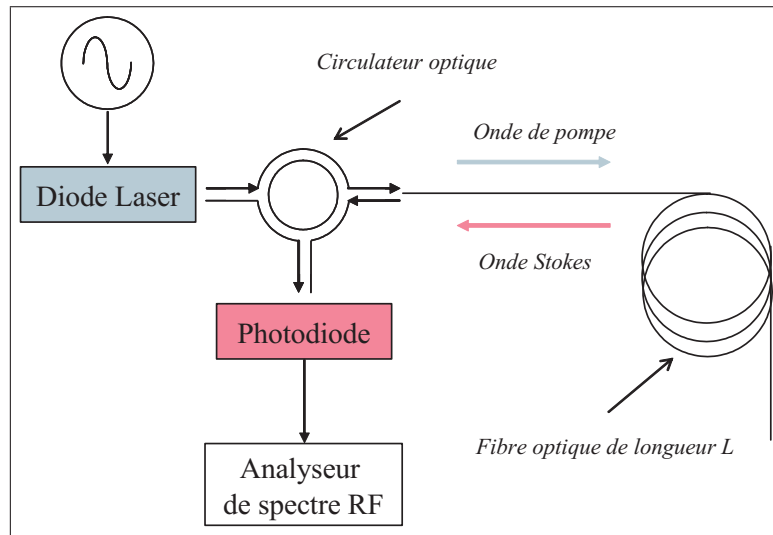 Circulateur optique
Onde de pompe
Diode Laser
Onde Stokes
Photodiode
Fibre optique de longueur L
Analyseur
de spectre RF